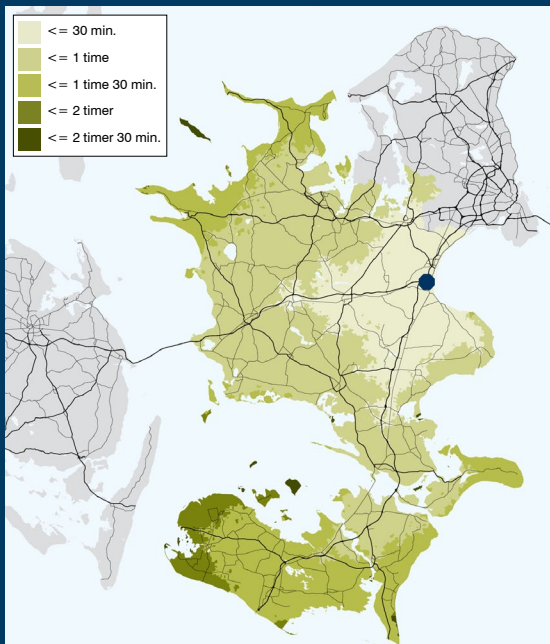 <= 30 min.
<= 1 time
<= 1 time 30 min.
<= 2 timer
<= 2 timer 30 min.